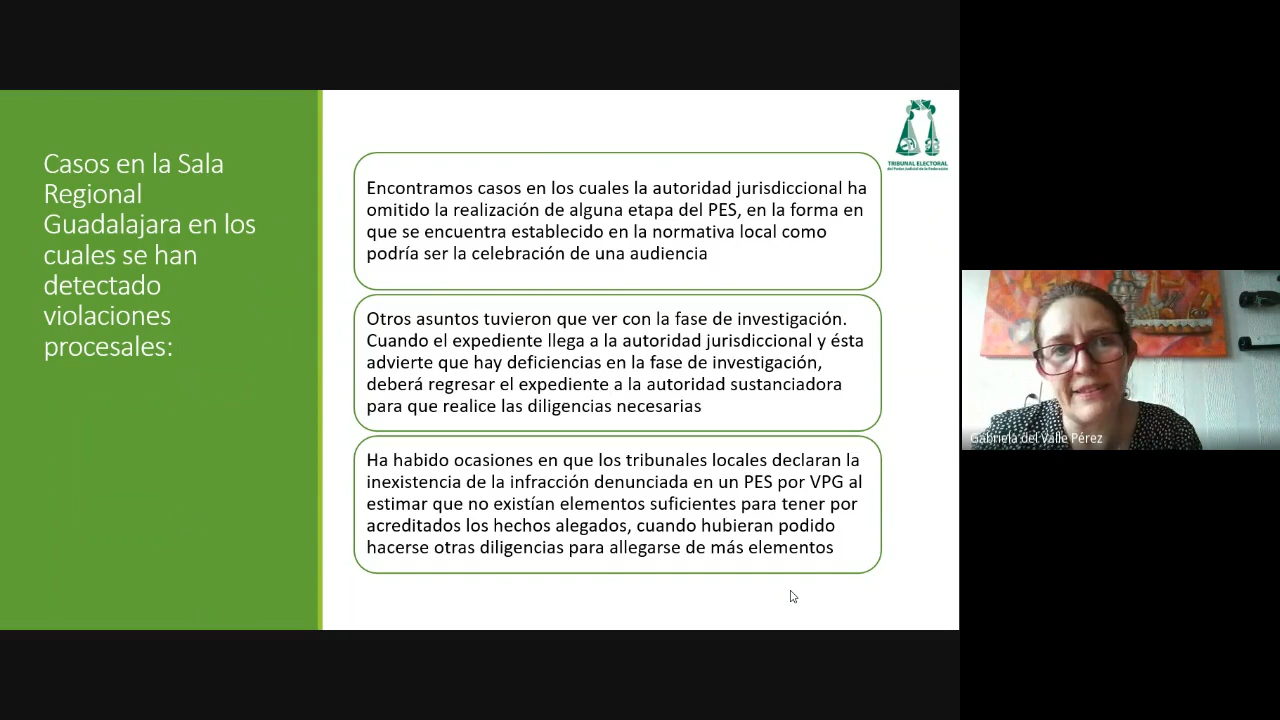 Casos en la Sala
Regional
Guadalajara en los
cuales se han
detectado
violaciones
procesales:
TRIBUNAL ELECTORAL
del Poder Judicial de la Federación
Encontramos casos en los cuales la autoridad jurisdiccional ha
omitido la realización de alguna etapa del PES, en la forma en
que se encuentra establecido en la normativa local como
podría ser la celebración de una audiencia
Otros asuntos tuvieron que ver con la fase de investigación.
Cuando el expediente llega a la autoridad jurisdiccional y ésta
advierte que hay deficiencias en la fase de investigación,
deberá regresar el expediente a la autoridad sustanciadora
para que realice las diligencias necesarias
Ha habido ocasiones en que los tribunales locales declaran la
inexistencia de la infracción denunciada en un PES por VPG al
estimar que no existían elementos suficientes para tener por
acreditados los hechos alegados, cuando hubieran podido
hacerse otras diligencias para allegarse de más elementos
Gabriela del Valle Pérez